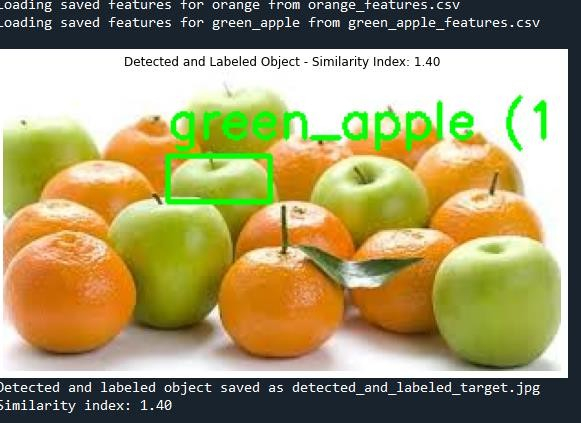 Loading saved features for orange from orange_features.csv
Loading saved features for green_apple from green_apple_features.csv
Detected and Labeled Object - Similarity Index: 1.40
green_apple (1
Detected and labeled object saved as detected_and_labeled_target.jpg
Similarity index: 1.40